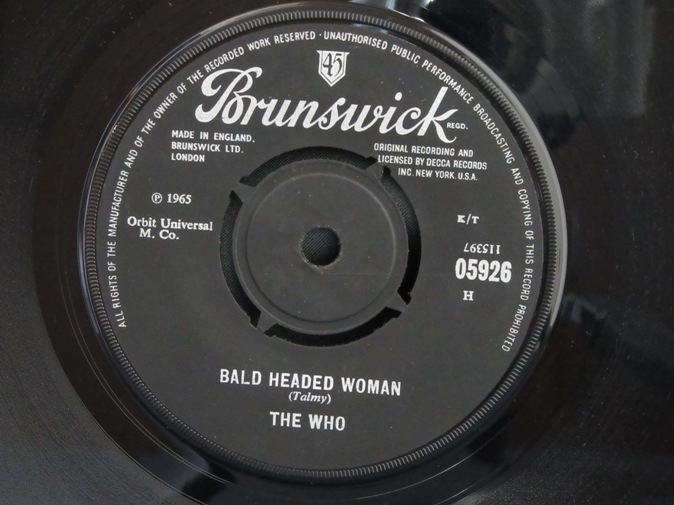 ALL RIGHTS OF THE MANUFACTURER AND OF THE OWNER OF THE RECORDED WORK RESERVED · UNAUTHORISED PUBLIC PERFORMANCE BROADCASTING AND COPYING OF THIS RECORD PROHIBITED
45
Brunswick REGD.
MADE IN ENGLAND.
BRUNSWICK LTD.
LONDON
ORIGINAL RECORDING AND
LICENSED BY DECCA RECORDS
INC. NEW YORK. U.S.A.
℗ 1965
Orbit Universal
M. Co.
K/T
115397
05926
H
BALD HEADED WOMAN
(Talmy)
THE WHO